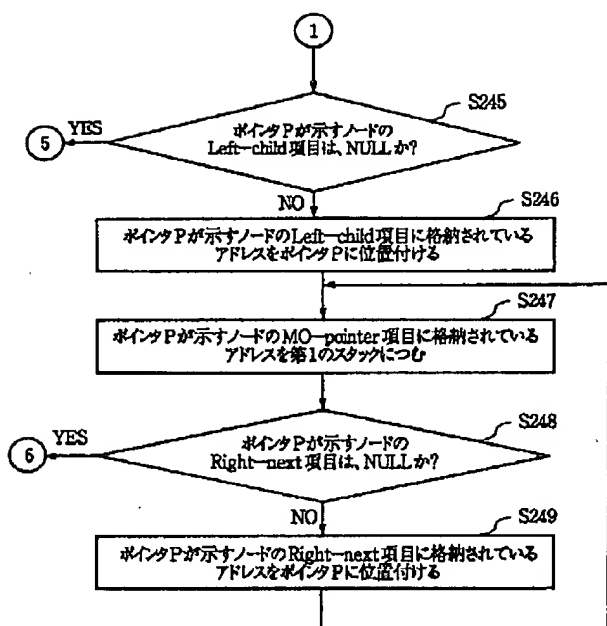 1
S245
ポインタPが示すノードの
Left-child項目は、NULLか?
YES
5
NO
S246
ポインタPが示すノードのLeft-child項目に格納されている
アドレスをポインタPに位置付ける
S247
ポインタPが示すノードのMO-pointer項目に格納されている
アドレスを第1のスタックにつむ
S248
ポインタPが示すノードの
Right-next項目は、NULLか?
YES
6
NO
S249
ポインタPが示すノードのRight-next項目に格納されている
アドレスをポインタPに位置付ける